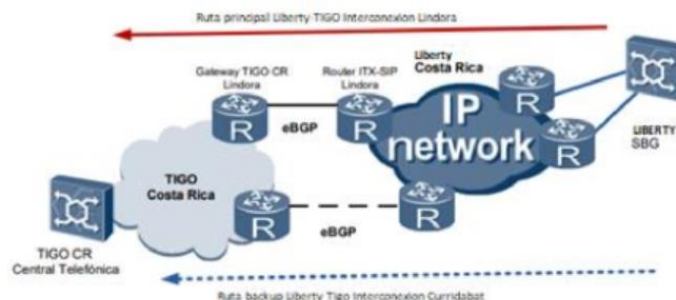 Ruta principal Liberty TIGO Interconexion Lindora
Gateway TIGO CR
Lindora
Router ITX-SIP
Lindora
Liberty
Costa Rica
R
R
R
IP
network
R
LIBERTY
SBG
eBGP
TIGO
Costa Rica
R
R
eBGP
TIGO CR
Central Telefónica
Ruta backup Liberty Tigo Interconexion Curridabat